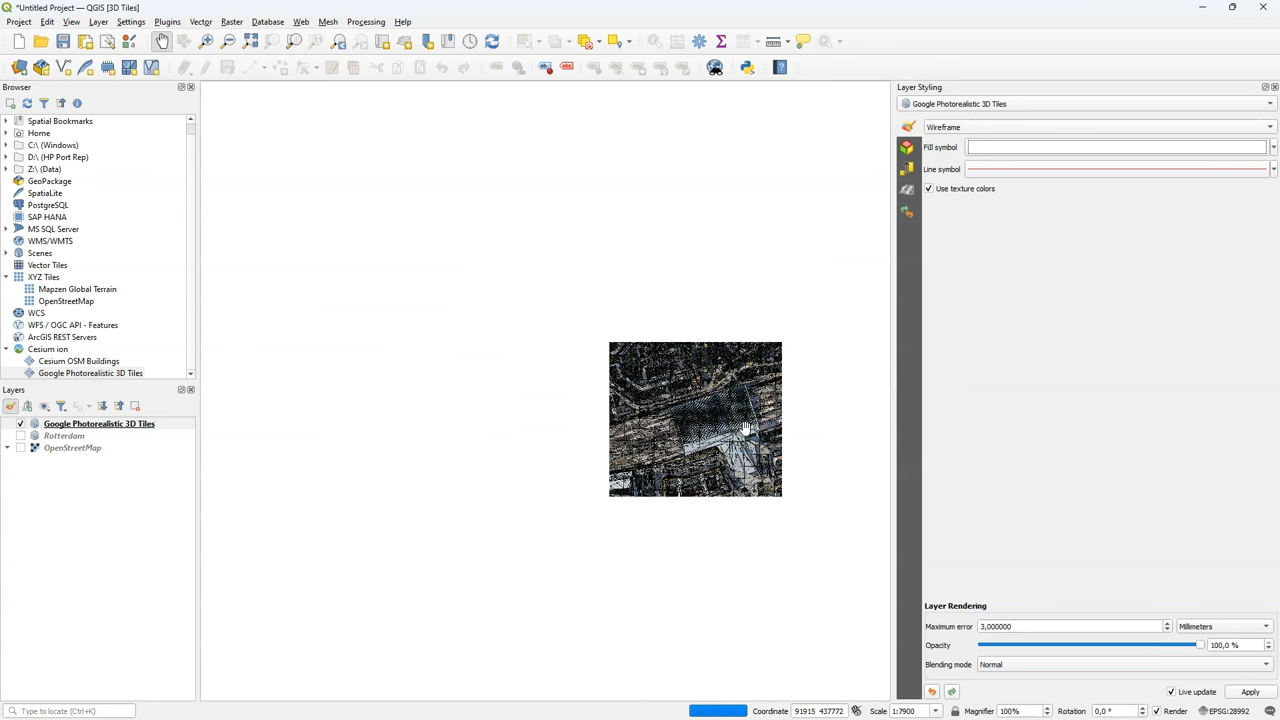 *Untitled Project — QGIS [3D Tiles]
Project Edit View Layer Settings Plugins Vector Raster Database Web Mesh Processing Help
Browser
Spatial Bookmarks
Home
C:\ (Windows)
D:\ (HP Port Rep)
Z:\ (Data)
GeoPackage
SpatiaLite
PostgreSQL
SAP HANA
MS SQL Server
WMS/WMTS
Scenes
Vector Tiles
XYZ Tiles
Mapzen Global Terrain
OpenStreetMap
WCS
WFS / OGC API - Features
ArcGIS REST Servers
Cesium ion
Cesium OSM Buildings
Google Photorealistic 3D Tiles
Layers
Google Photorealistic 3D Tiles
Rotterdam
OpenStreetMap
Layer Styling
Google Photorealistic 3D Tiles
Wireframe
Fill symbol
Line symbol
Use texture colors
Layer Rendering
Maximum error 3,000000 Millimeters
Opacity 100,0 %
Blending mode Normal
Live update Apply
Type to locate (Ctrl+K) Coordinate 91915 437772 Scale 1:7900 Magnifier 100% Rotation 0,0 ° Render EPSG:28992